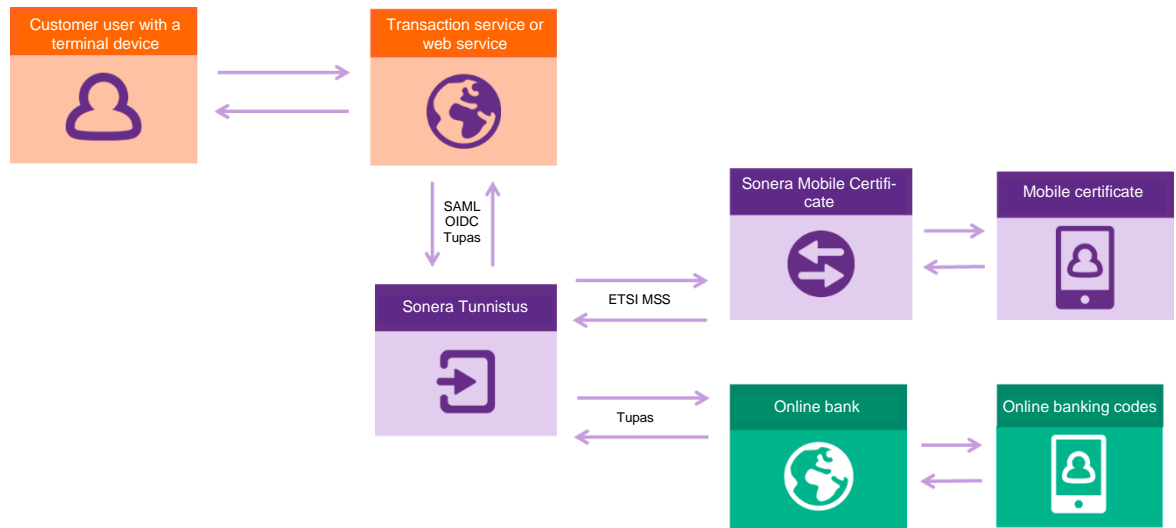 Customer user with a
terminal device
Transaction service or
web service
SAML
OIDC
Tupas
Sonera Mobile Certifi-
cate
Mobile certificate
Sonera Tunnistus
ETSI MSS
Tupas
Online bank
Online banking codes